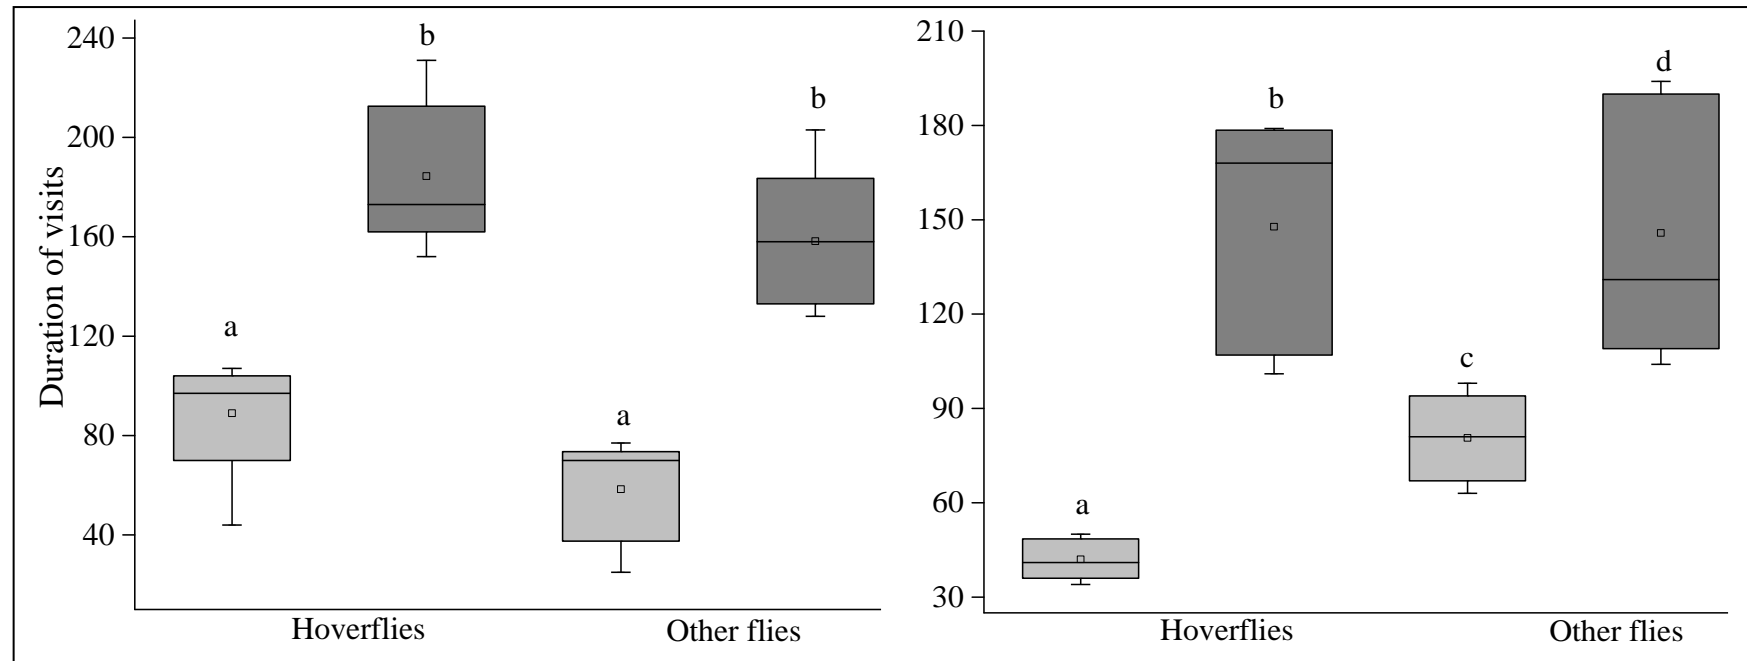 Duration of visits
240
200
160
120
80
40
a
b
a
b
Hoverflies
Other flies
210
180
150
120
90
60
30
a
b
c
d
Hoverflies
Other flies